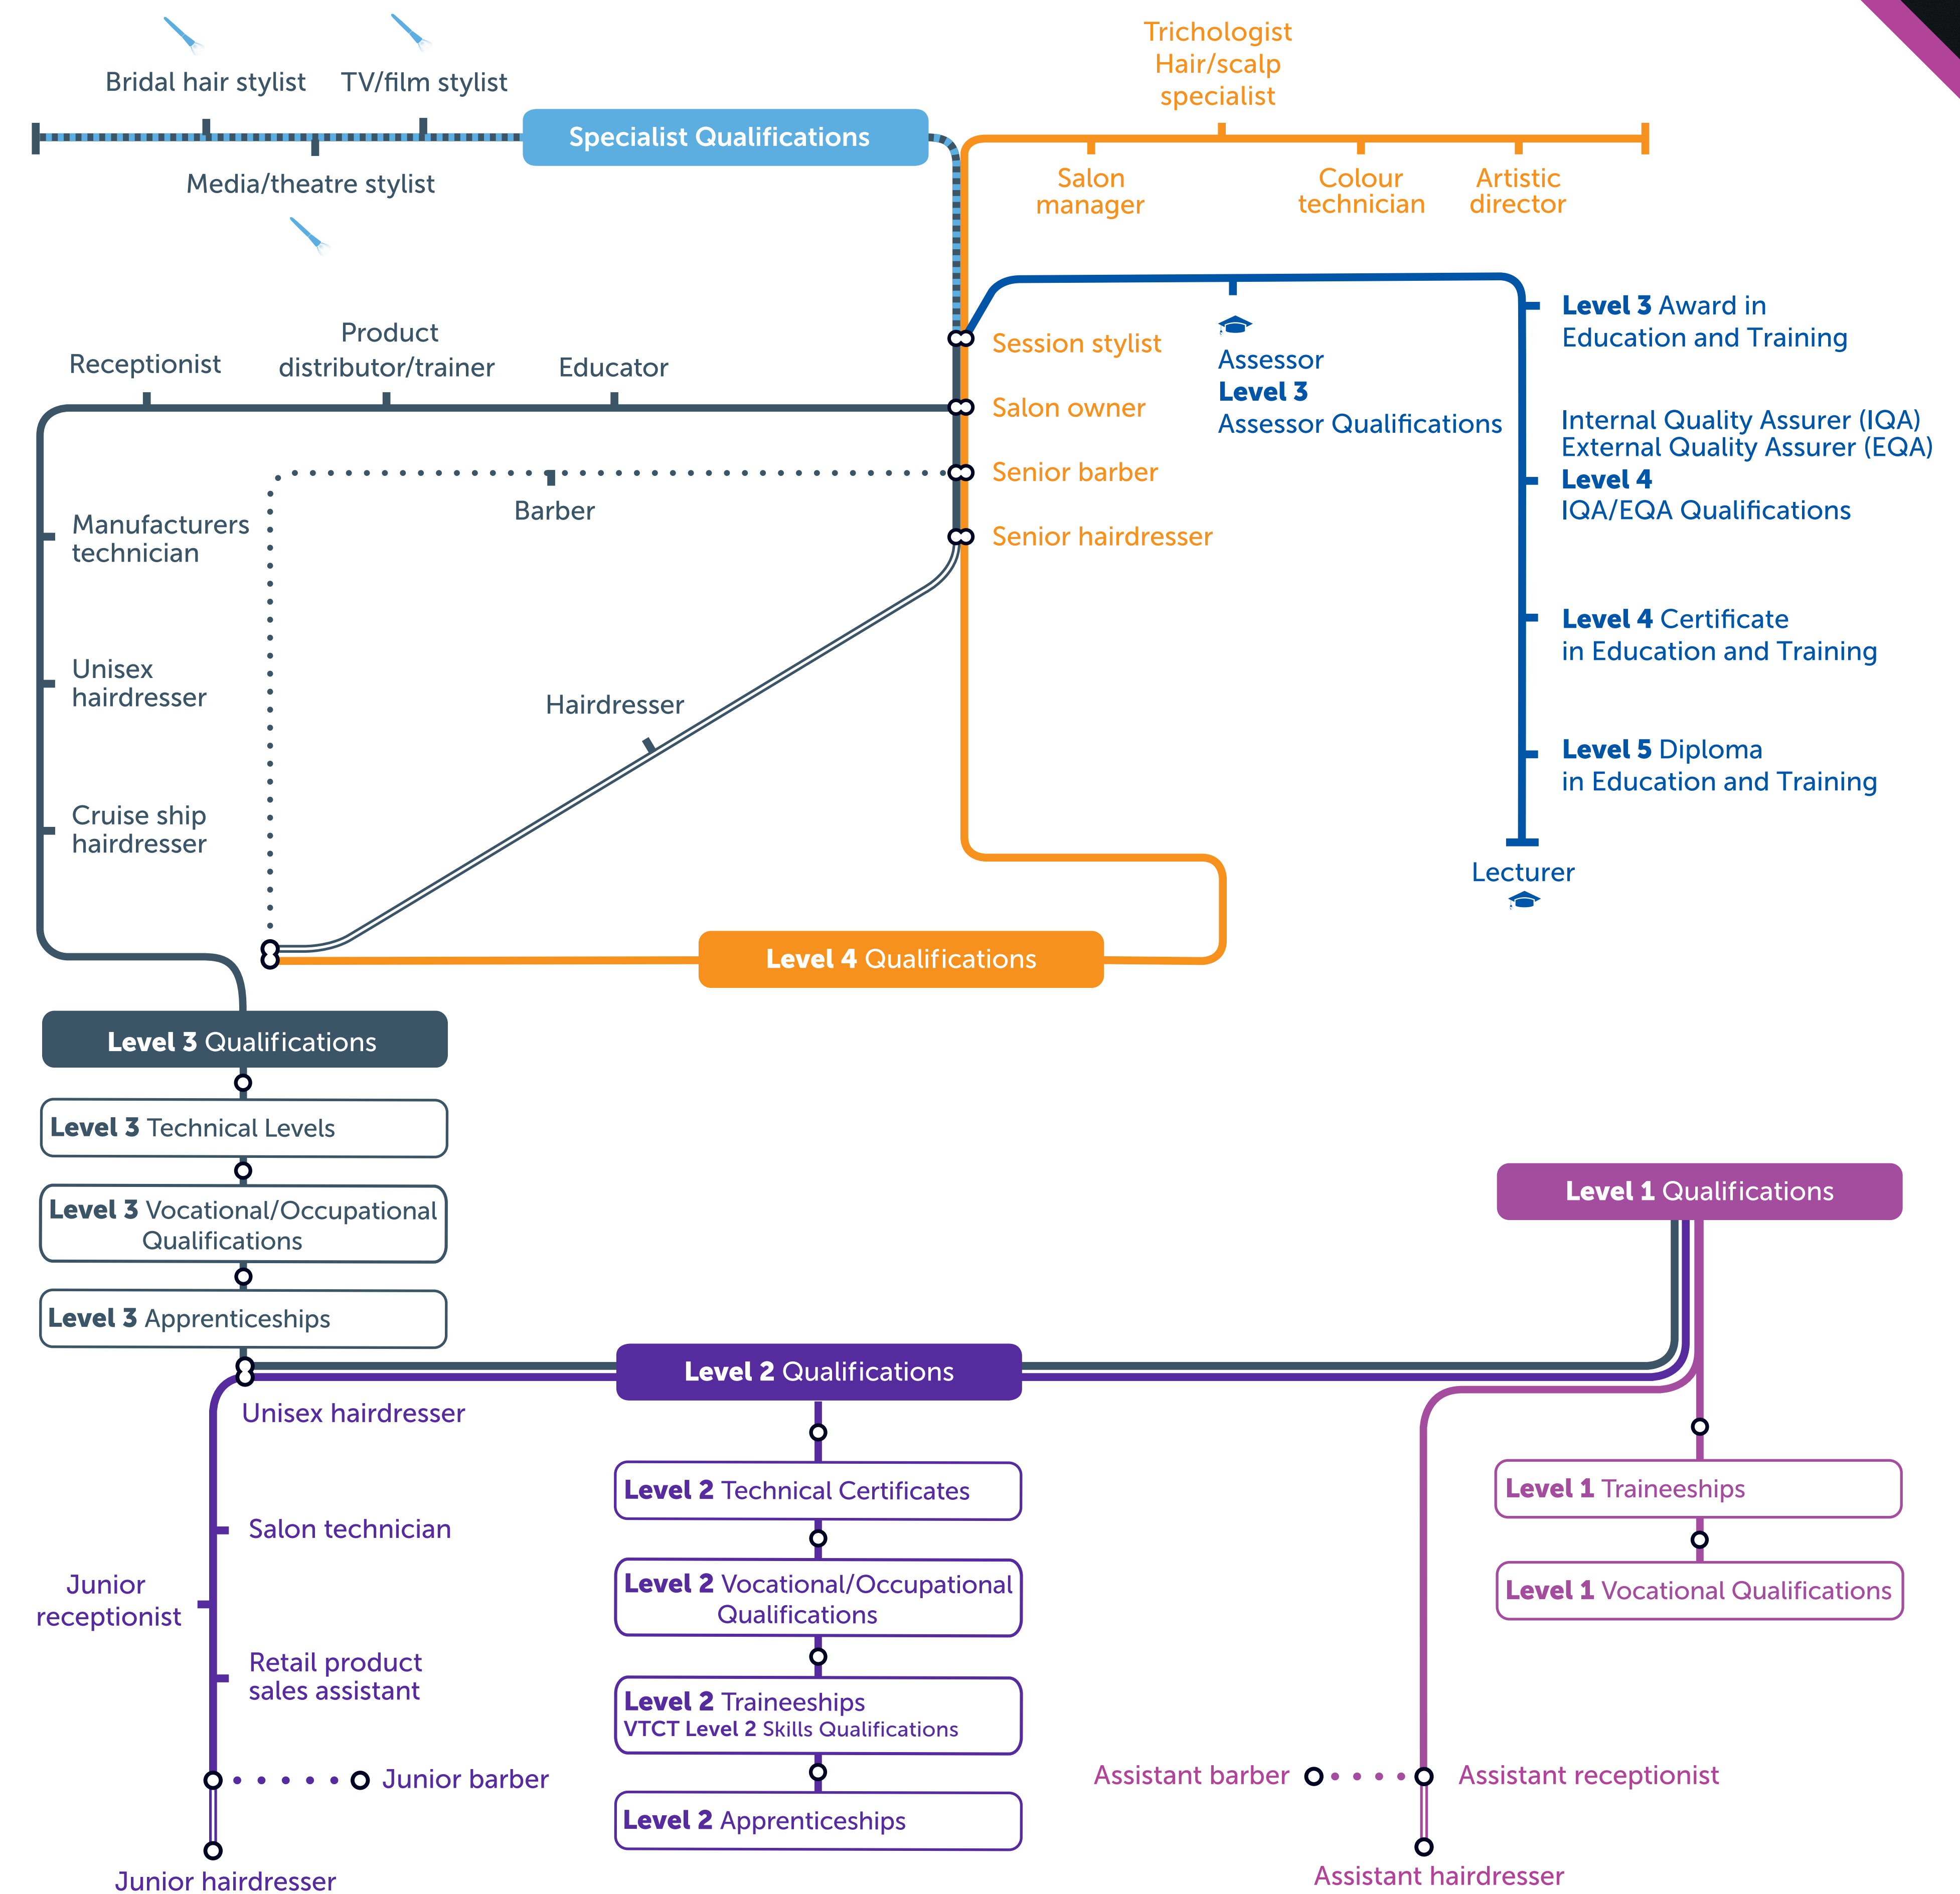 Bridal hair stylist
TV/film stylist
Specialist Qualifications
Media/theatre stylist
Trichologist
Hair/scalp
specialist
Salon
manager
Colour
technician
Artistic
director
Receptionist
Product
distributor/trainer
Educator
Session stylist
Salon owner
Senior barber
Senior hairdresser
Assessor
Level 3
Assessor Qualifications
Level 3 Award in
Education and Training
Internal Quality Assurer (IQA)
External Quality Assurer (EQA)
Level 4
IQA/EQA Qualifications
Level 4 Certificate
in Education and Training
Level 5 Diploma
in Education and Training
Lecturer
Barber
Manufacturers
technician
Unisex
hairdresser
Hairdresser
Cruise ship
hairdresser
Level 4 Qualifications
Level 3 Qualifications
Level 3 Technical Levels
Level 3 Vocational/Occupational
Qualifications
Level 3 Apprenticeships
Level 1 Qualifications
Level 2 Qualifications
Unisex hairdresser
Salon technician
Junior
receptionist
Retail product
sales assistant
Junior barber
Junior hairdresser
Level 2 Technical Certificates
Level 2 Vocational/Occupational
Qualifications
Level 2 Traineeships
VTCT Level 2 Skills Qualifications
Level 2 Apprenticeships
Level 1 Traineeships
Level 1 Vocational Qualifications
Assistant barber
Assistant receptionist
Assistant hairdresser